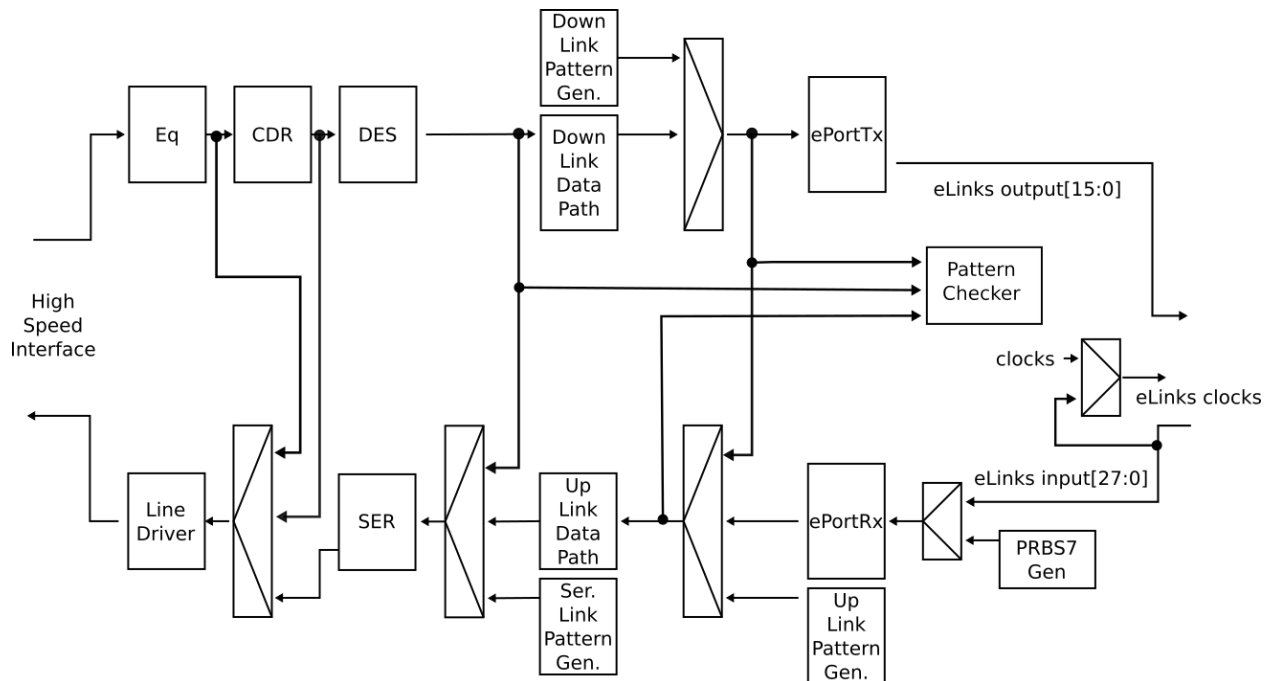 Down
Link
Pattern
Gen.
Eq
CDR
DES
Down
Link
Data
Path
ePortTx
eLinks output[15:0]
Pattern
Checker
High
Speed
Interface
clocks
eLinks clocks
eLinks input[27:0]
Line
Driver
SER
Up
Link
Data
Path
ePortRx
PRBS7
Gen
Ser.
Link
Pattern
Gen.
Up
Link
Pattern
Gen.